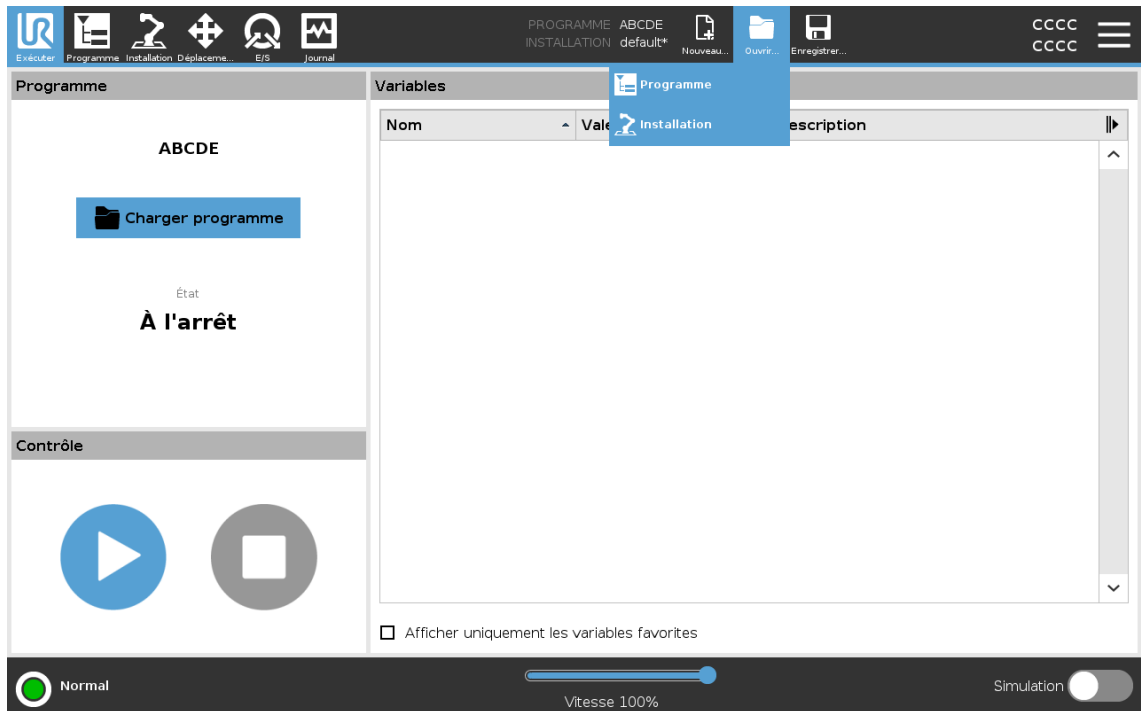 PROGRAMME ABCDE
INSTALLATION default*
CCCC
CCCC
Exécuter Programme Installation Déplaceme... E/S Journal
Nouveau... Ouvrir... Enregistrer...
Programme
Installation
Programme
ABCDE
Charger programme
État
À l'arrêt
Contrôle
Variables
Nom Vale escription
Afficher uniquement les variables favorites
Normal
Vitesse 100%
Simulation